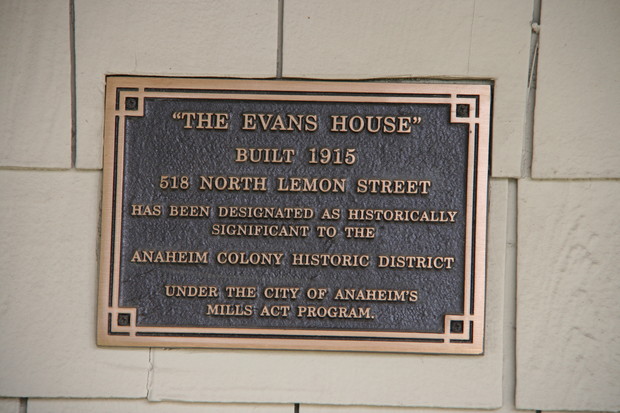 "THE EVANS HOUSE"
BUILT 1915
518 NORTH LEMON STREET
HAS BEEN DESIGNATED AS HISTORICALLY
SIGNIFICANT TO THE
ANAHEIM COLONY HISTORIC DISTRICT
UNDER THE CITY OF ANAHEIM'S
MILLS ACT PROGRAM.